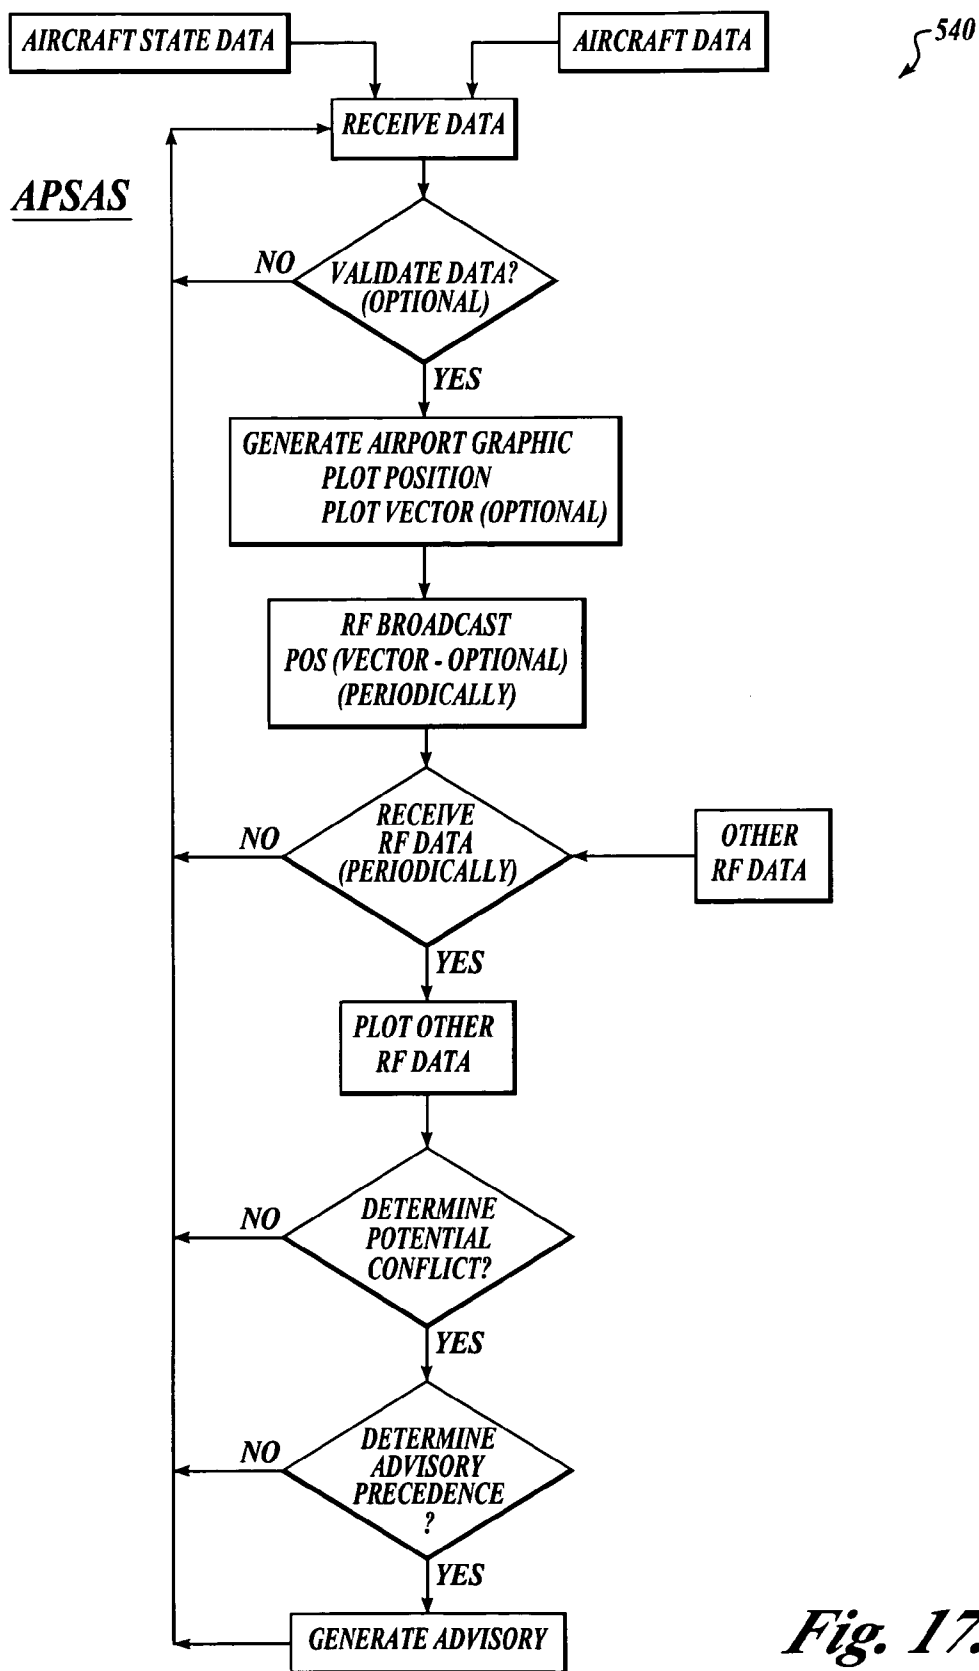 AIRCRAFT STATE DATA
AIRCRAFT DATA
540
RECEIVE DATA
APSAS
NO
VALIDATE DATA?
(OPTIONAL)
YES
GENERATE AIRPORT GRAPHIC
PLOT POSITION
PLOT VECTOR (OPTIONAL)
RF BROADCAST
POS (VECTOR - OPTIONAL)
(PERIODICALLY)
NO
RECEIVE
RF DATA
(PERIODICALLY)
OTHER
RF DATA
YES
PLOT OTHER
RF DATA
NO
DETERMINE
POTENTIAL
CONFLICT?
YES
NO
DETERMINE
ADVISORY
PRECEDENCE
?
YES
GENERATE ADVISORY
Fig. 17.